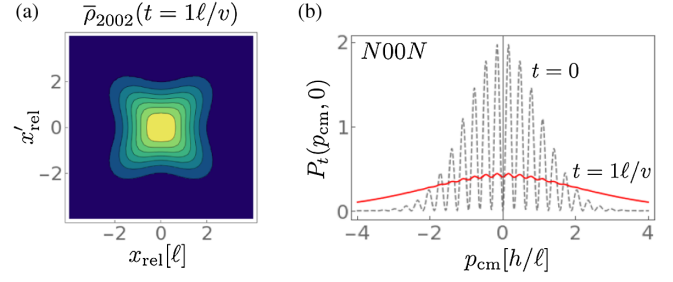 (a)
ρ̅₂₀₀₂(t = 1ℓ/v)
x′rel
2
0
−2
−2 0 2
xrel[ℓ]
(b)
Pt(pcm, 0)
2
1
0
N00N
t = 0
t = 1ℓ/v
−4 −2 0 2 4
pcm[h/ℓ]